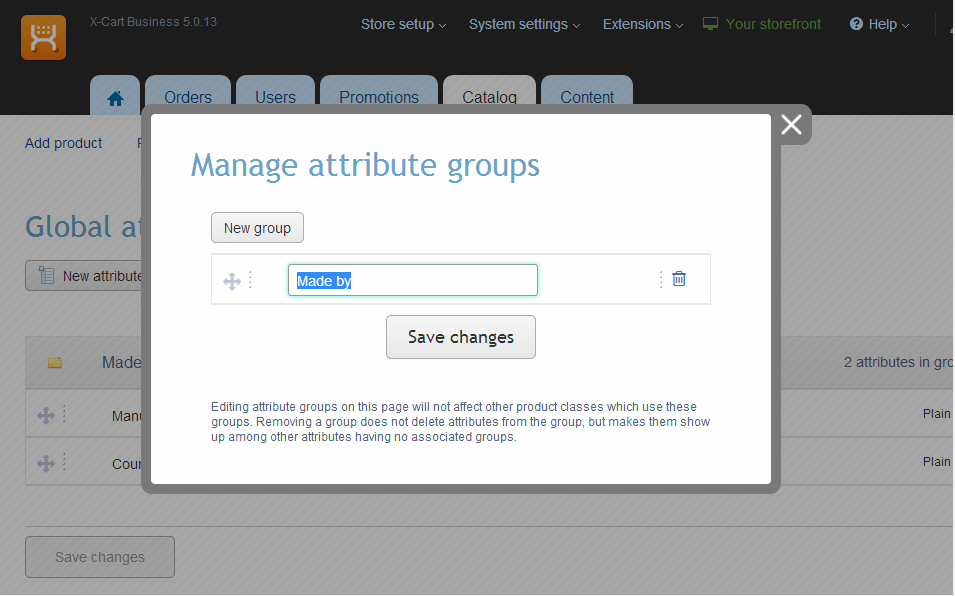 X-Cart Business 5.0.13
Store setup
System settings
Extensions
Your storefront
Help
Orders
Users
Promotions
Catalog
Content
Add product
Manage attribute groups
Global at
New group
New attribute
Made by
Save changes
Made
2 attributes in gro
Editing attribute groups on this page will not affect other product classes which use these
groups. Removing a group does not delete attributes from the group, but makes them show
up among other attributes having no associated groups.
Manu
Plain
Coun
Plain
Save changes